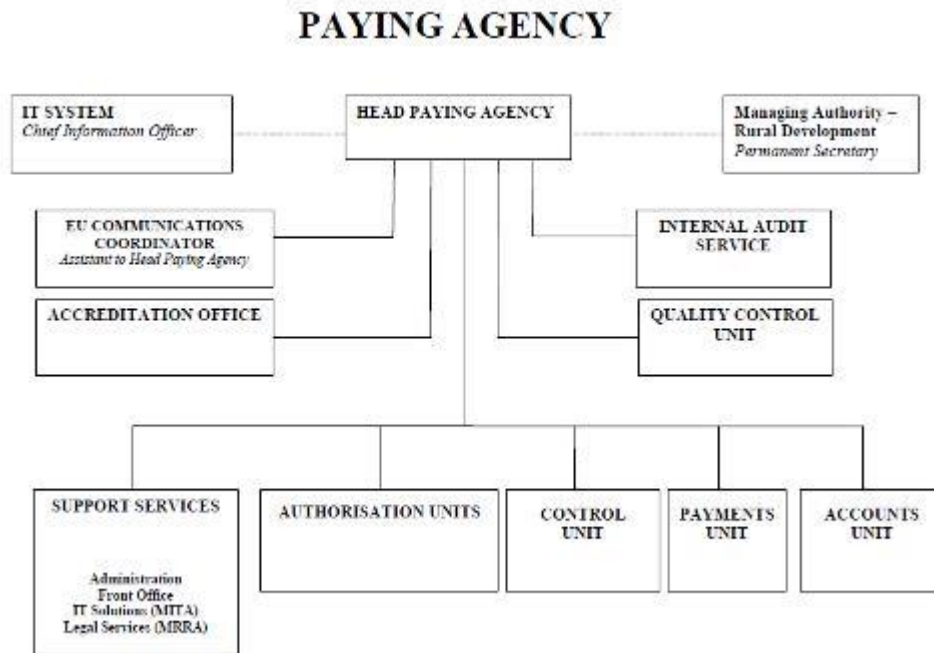 PAYING AGENCY
IT SYSTEM
Chief Information Officer
HEAD PAYING AGENCY
Managing Authority –
Rural Development
Permanent Secretary
EU COMMUNICATIONS
COORDINATOR
Assistant to Head Paying Agency
INTERNAL AUDIT
SERVICE
ACCREDITATION OFFICE
QUALITY CONTROL
UNIT
SUPPORT SERVICES
Administration
Front Office
IT Solutions (MITA)
Legal Services (MRRA)
AUTHORISATION UNITS
CONTROL
UNIT
PAYMENTS
UNIT
ACCOUNTS
UNIT